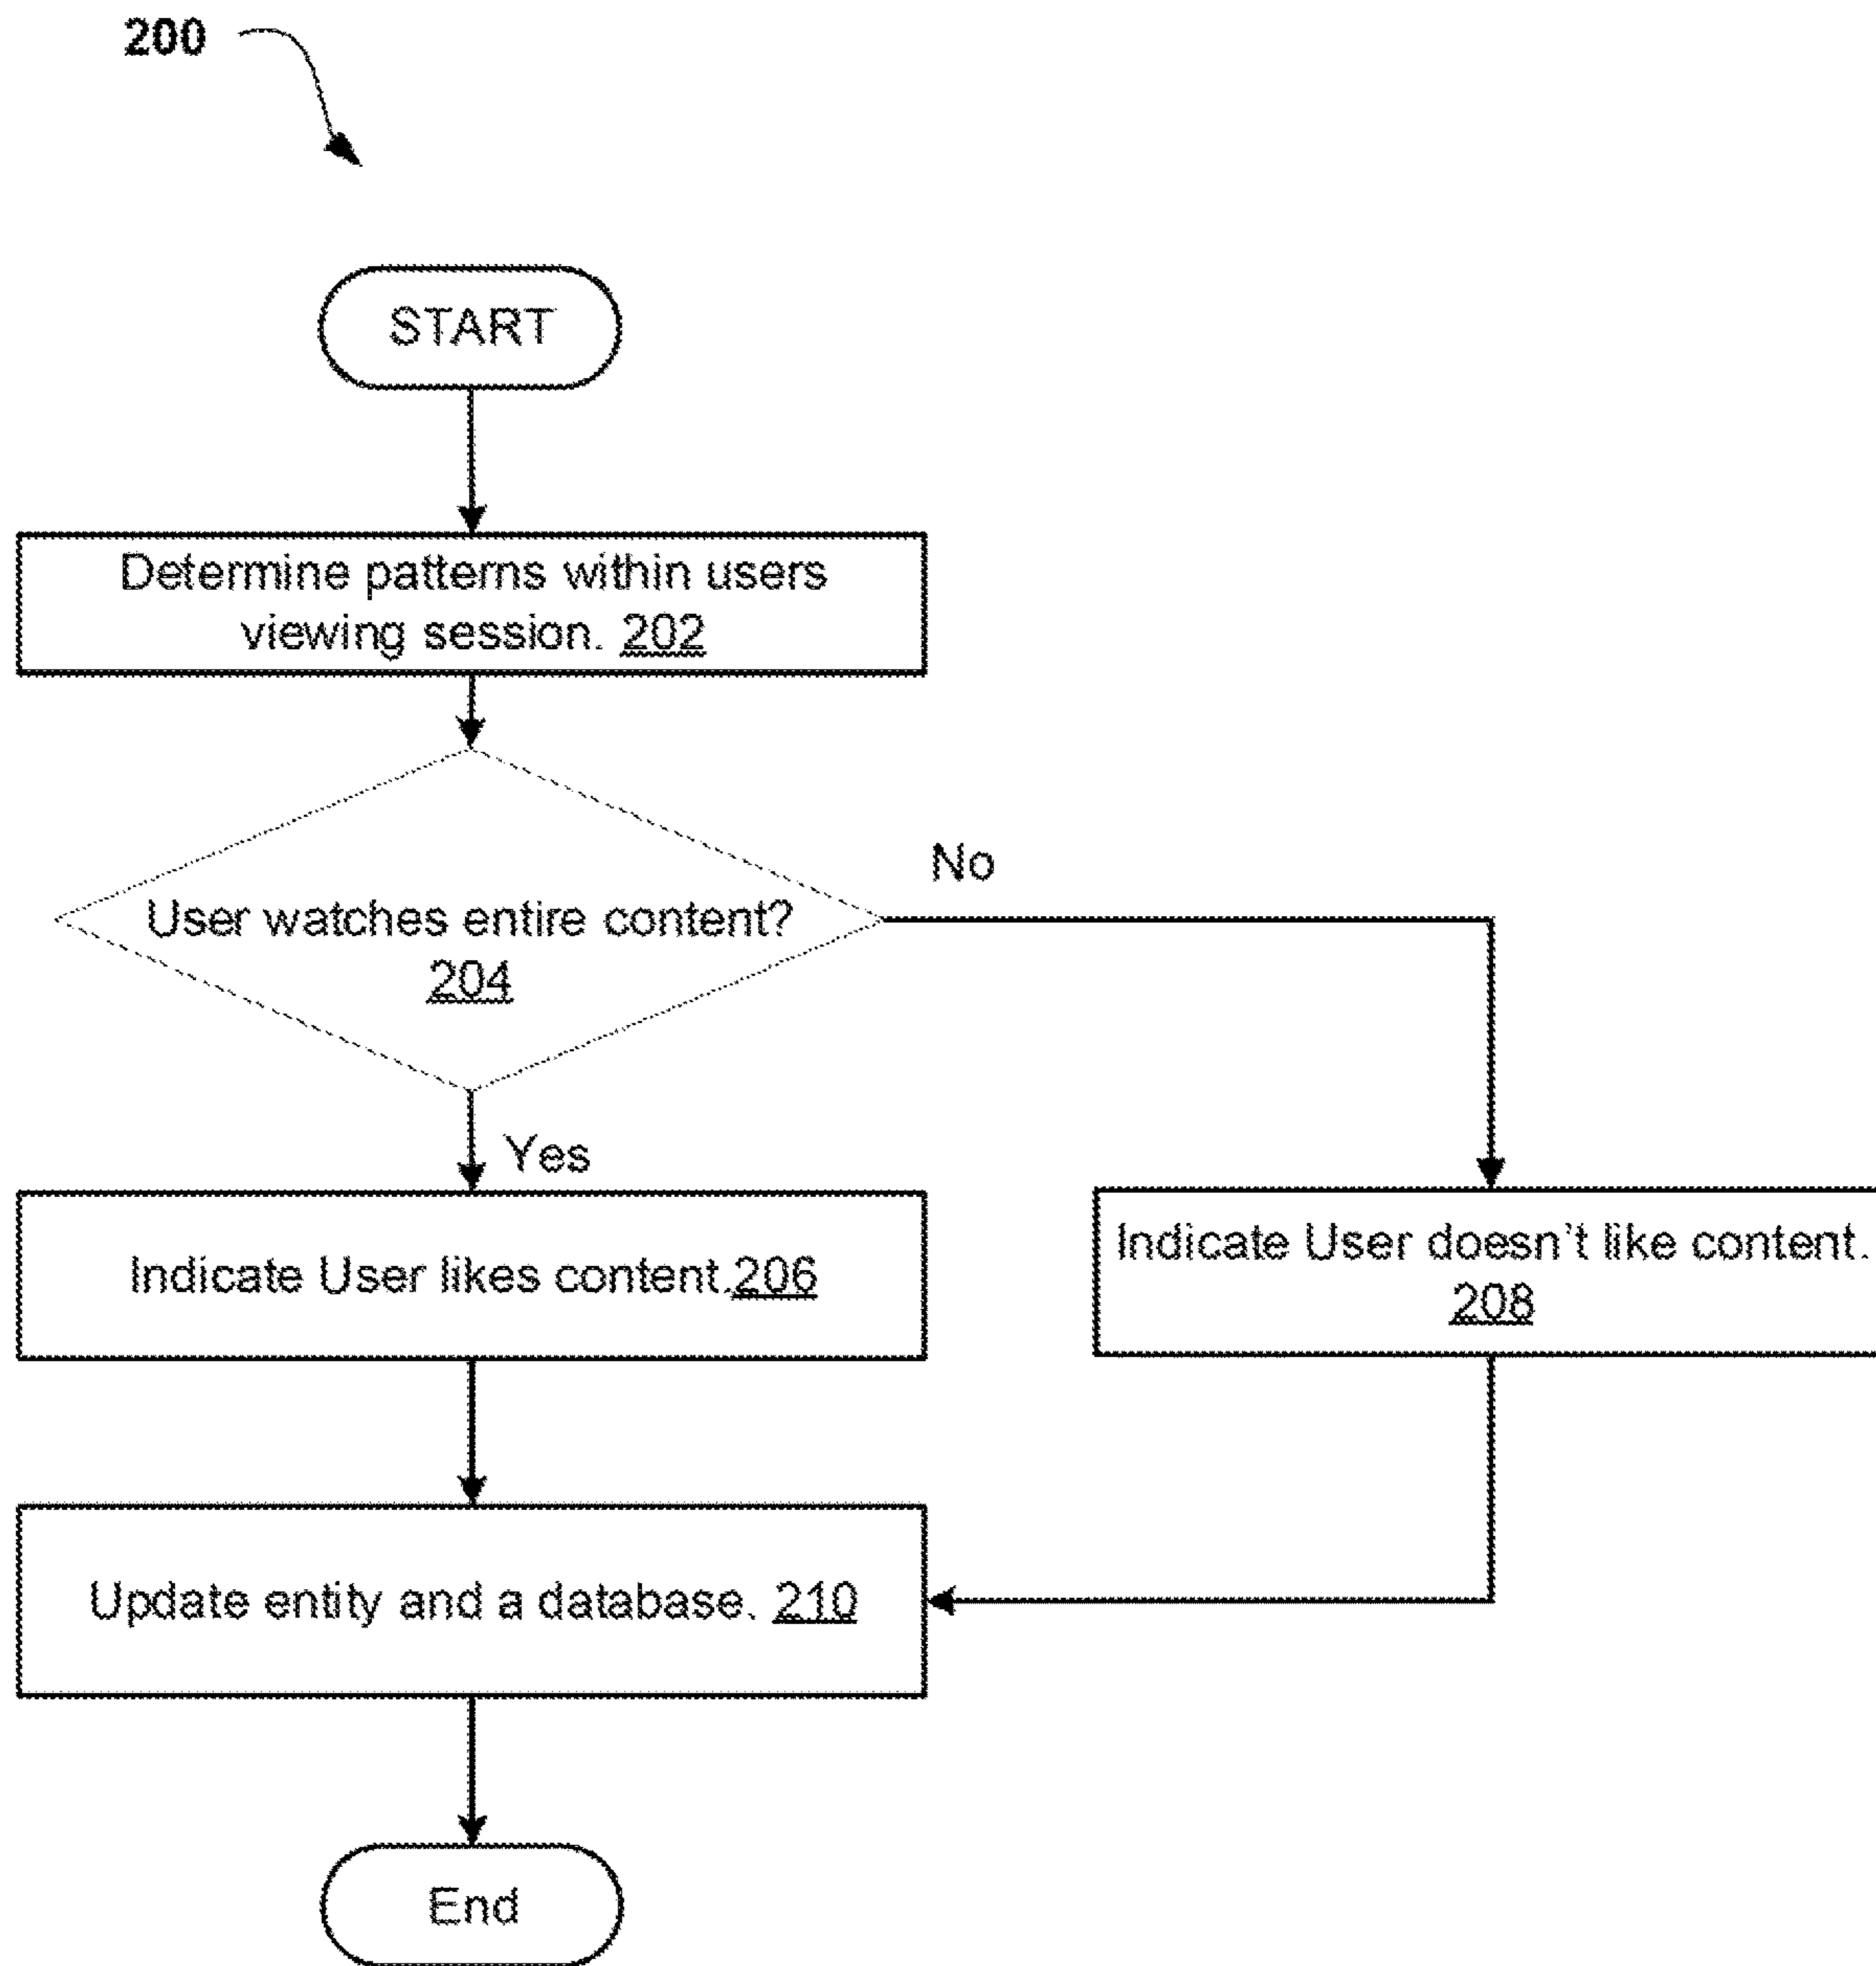 200
START
Determine patterns within users
viewing session. 202
No
User watches entire content?
204
Yes
Indicate User likes content.206
Indicate User doesn't like content.
208
Update entity and a database. 210
End